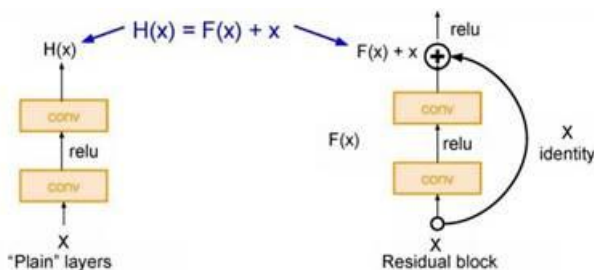 H(x) = F(x) + x
H(x)
conv
relu
conv
X
"Plain" layers
relu
F(x) + x
conv
F(x)
relu
X
identity
conv
X
Residual block